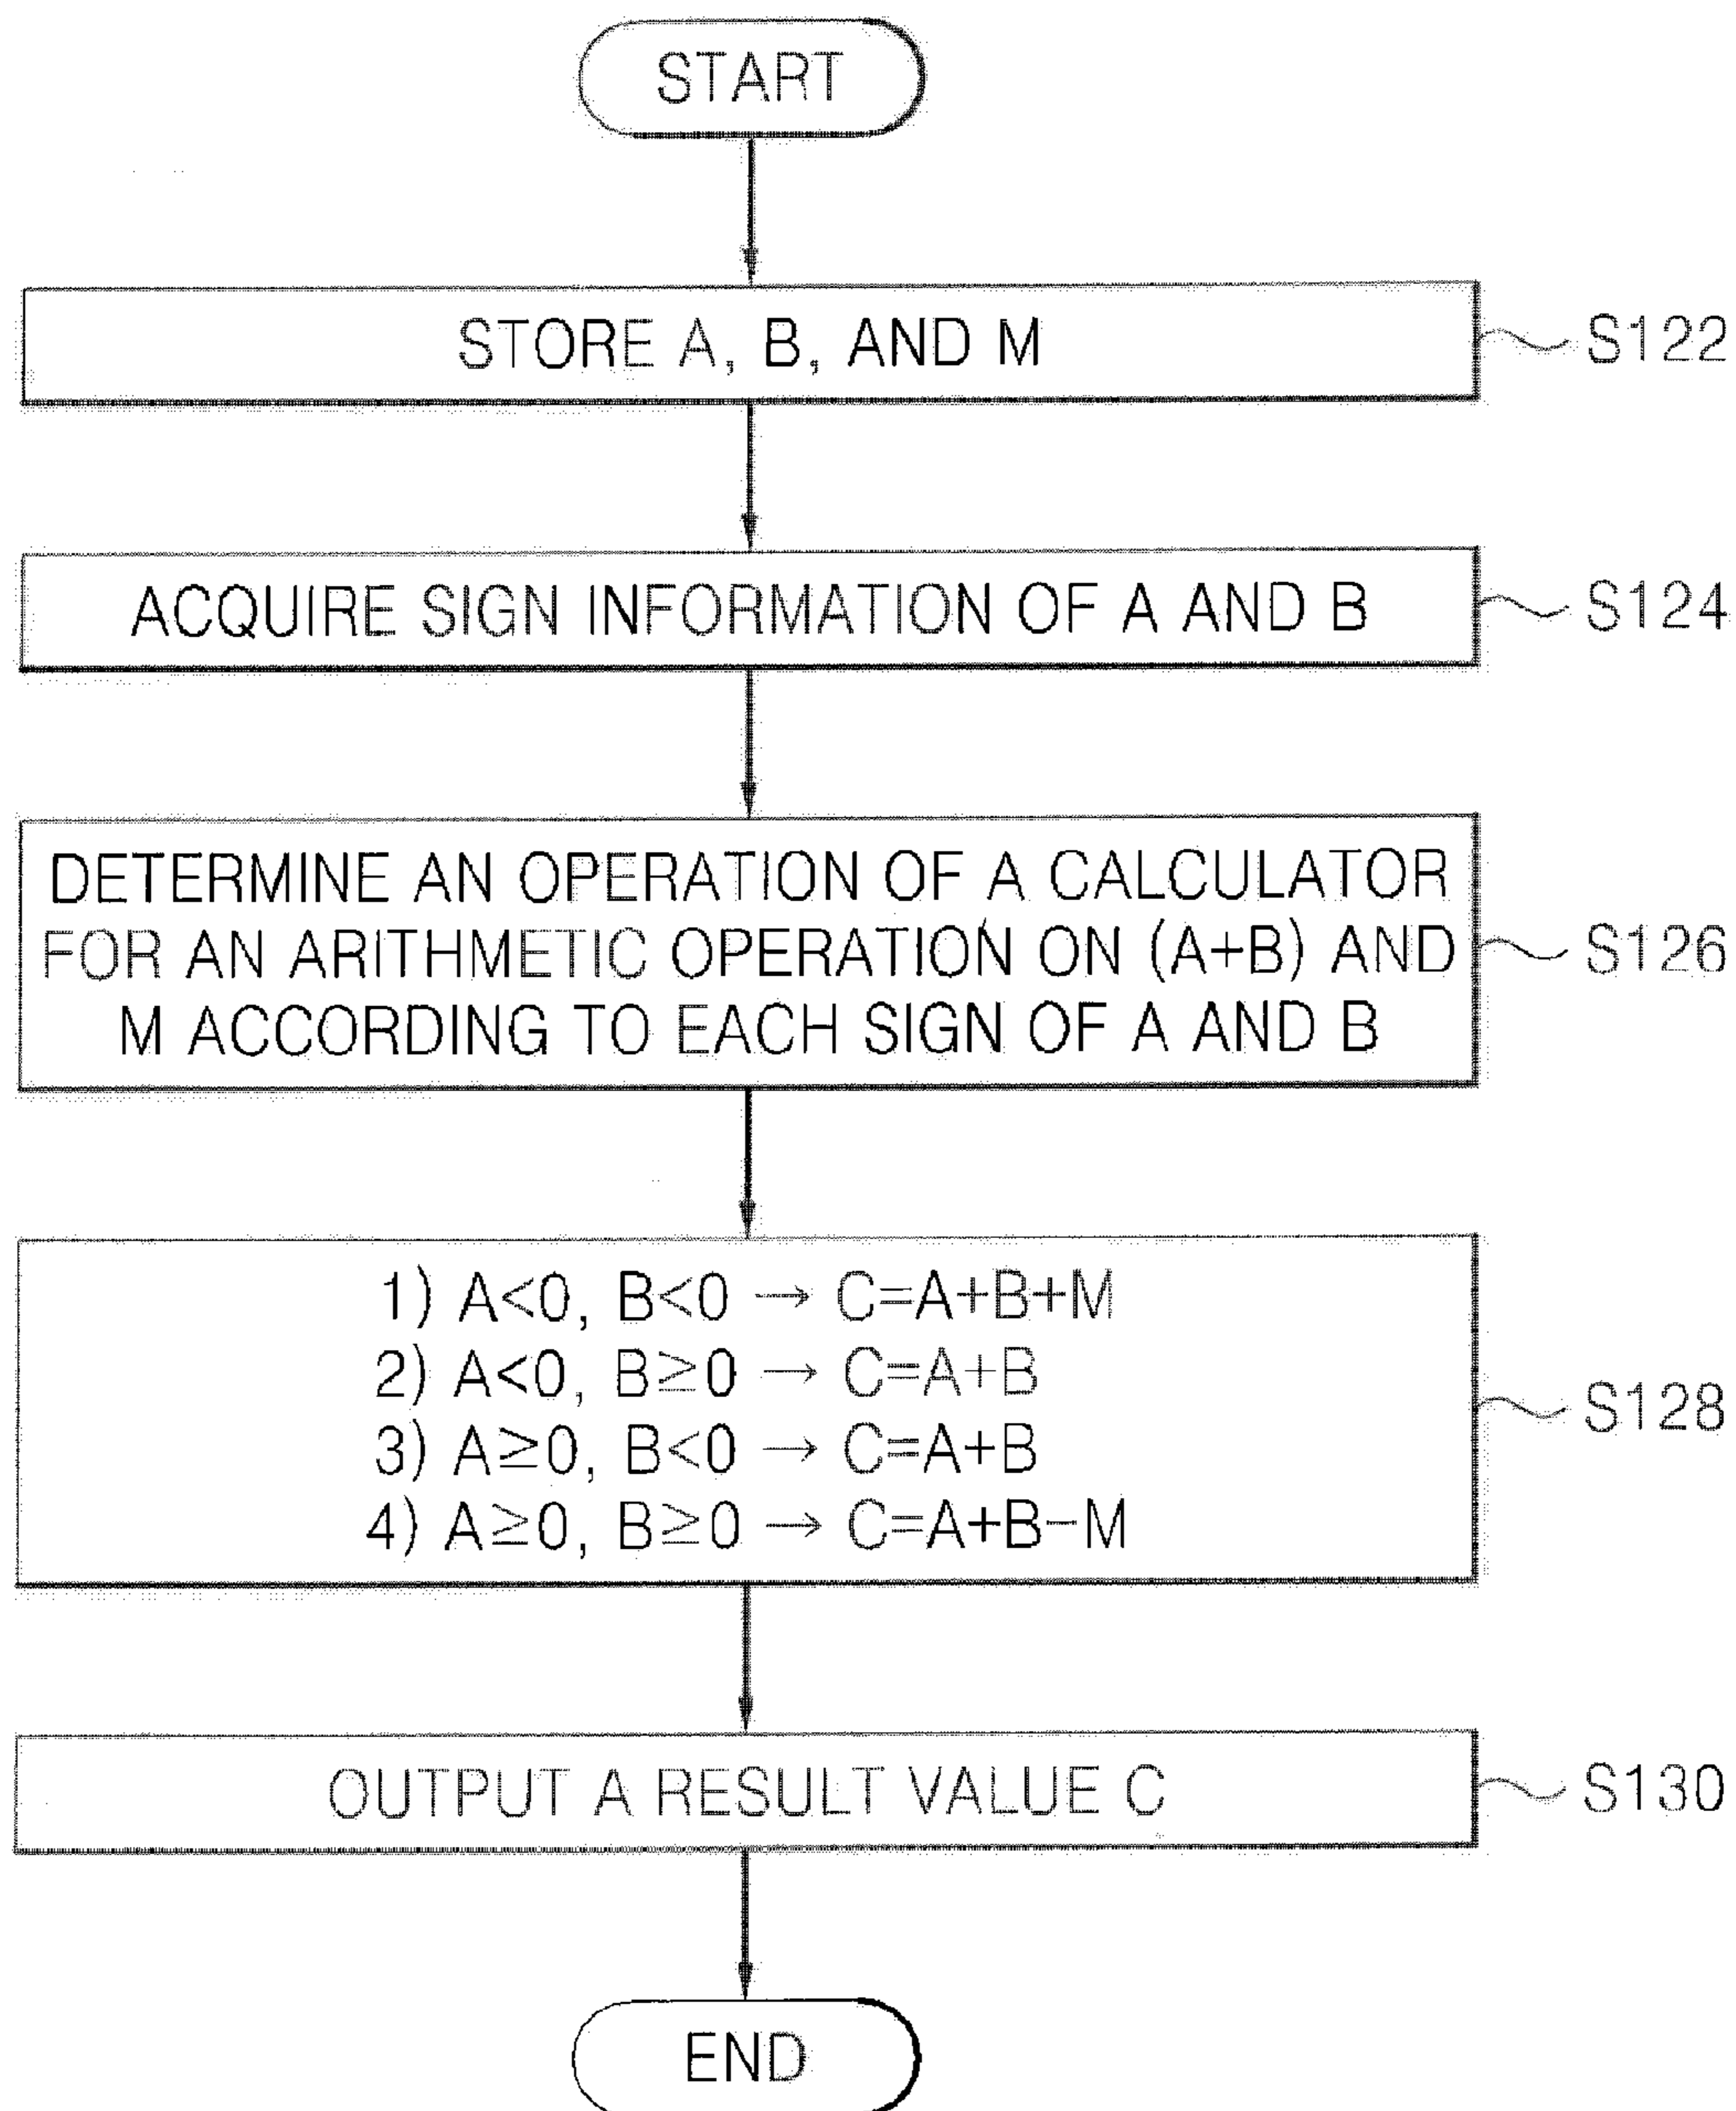 START
STORE A, B, AND M
S122
ACQUIRE SIGN INFORMATION OF A AND B
S124
DETERMINE AN OPERATION OF A CALCULATOR
FOR AN ARITHMETIC OPERATION ON (A+B) AND
M ACCORDING TO EACH SIGN OF A AND B
S126
1) A<0, B<0 → C=A+B+M
2) A<0, B≥0 → C=A+B
3) A≥0, B<0 → C=A+B
4) A≥0, B≥0 → C=A+B−M
S128
OUTPUT A RESULT VALUE C
S130
END